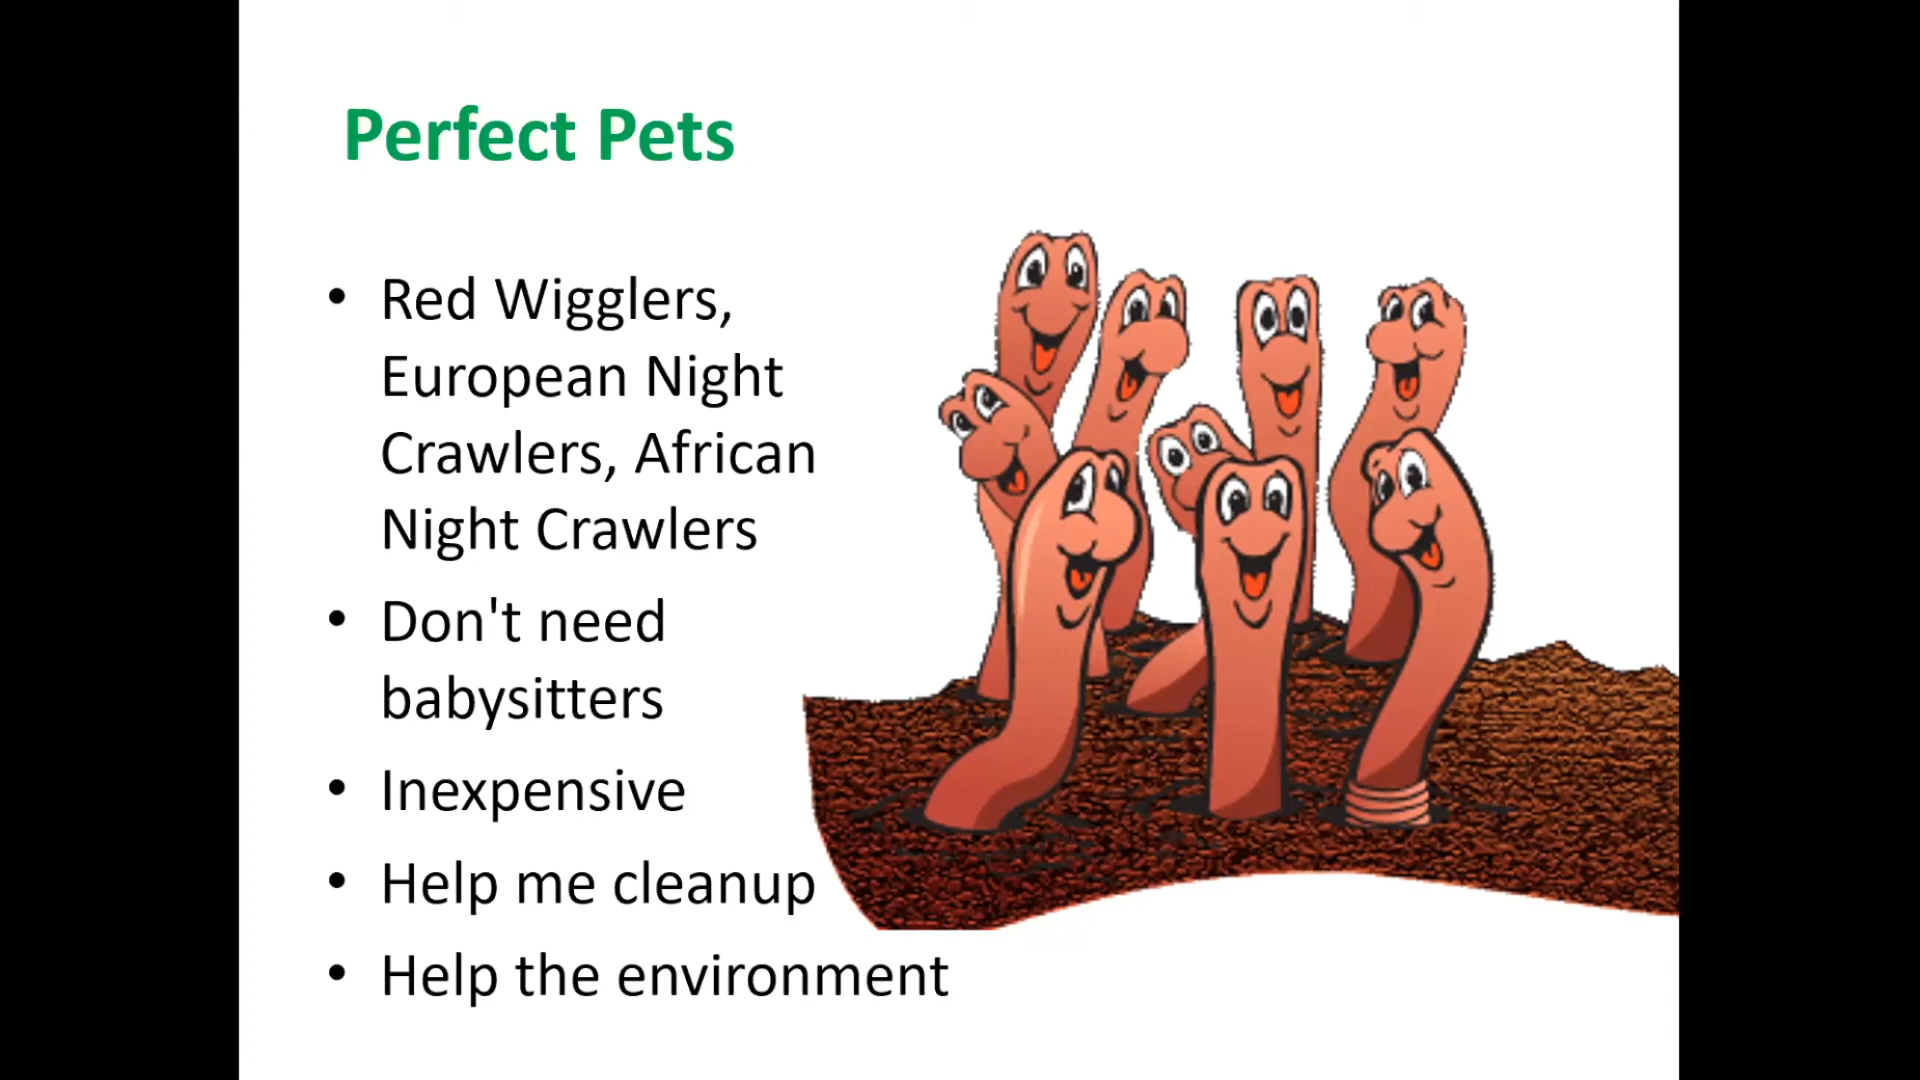 Perfect Pets
• Red Wigglers,
European Night
Crawlers, African
Night Crawlers
• Don't need
babysitters
• Inexpensive
• Help me cleanup
• Help the environment